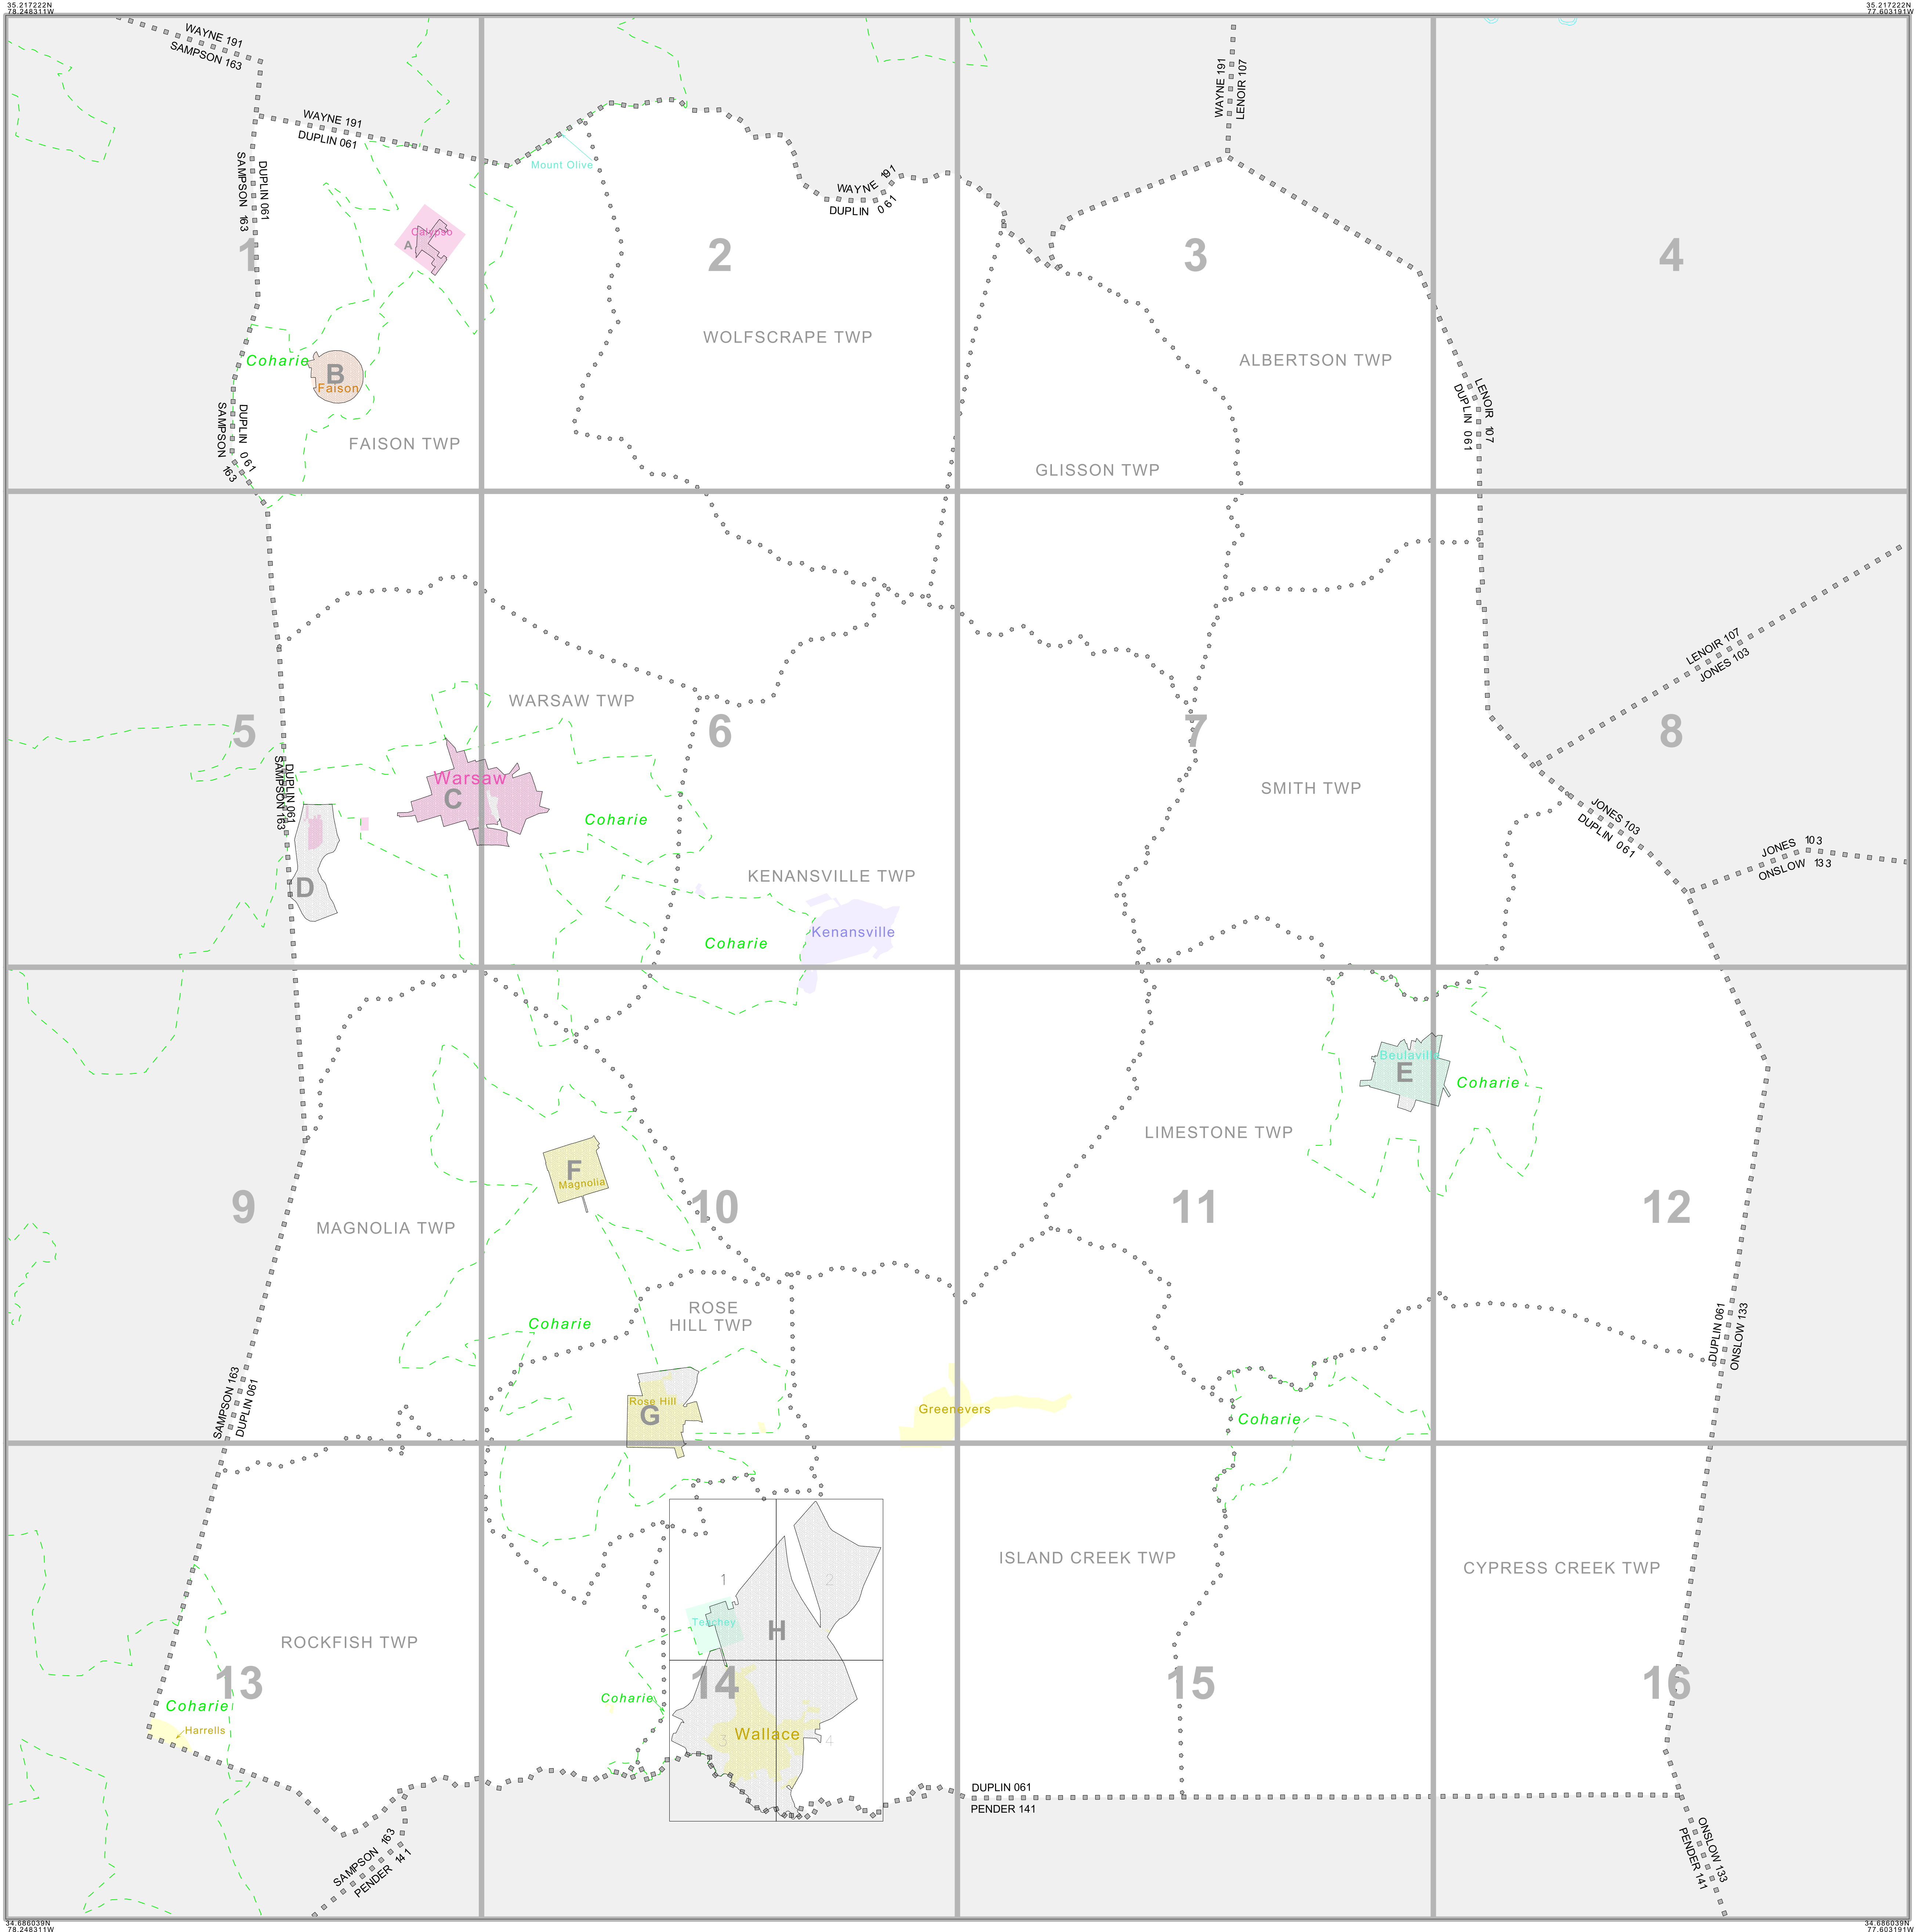 35.217222N
78.248311W
35.217222N
77.603191W
WAYNE 191
SAMPSON 163
WAYNE 191
LENOIR 107
WAYNE 191
DUPLIN 061
SAMPSON 163
DUPLIN 061
Mount Olive
WAYNE 191
DUPLIN 061
Calypso
A
1
2
3
4
WOLFSCRAPE TWP
ALBERTSON TWP
Coharie
B
Faison
SAMPSON 163
DUPLIN 061
LENOIR 107
DUPLIN 061
FAISON TWP
GLISSON TWP
LENOIR 107
JONES 103
WARSAW TWP
5
6
7
8
DUPLIN 061
SAMPSON 163
Warsaw
C
SMITH TWP
Coharie
JONES 103
DUPLIN 061
JONES 103
ONSLOW 133
D
KENANSVILLE TWP
Kenansville
Coharie
Beulaville
E
Coharie
LIMESTONE TWP
F
Magnolia
9
10
11
12
MAGNOLIA TWP
ROSE
HILL TWP
Coharie
DUPLIN 061
ONSLOW 133
SAMPSON 163
DUPLIN 061
Rose Hill
G
Greenevers
Coharie
ISLAND CREEK TWP
CYPRESS CREEK TWP
1
2
Teachey
H
ROCKFISH TWP
13
14
15
16
Coharie
Coharie
Harrells
Wallace
3
4
DUPLIN 061
PENDER 141
SAMPSON 163
PENDER 141
ONSLOW 133
PENDER 141
34.686039N
78.248311W
34.686039N
77.603191W